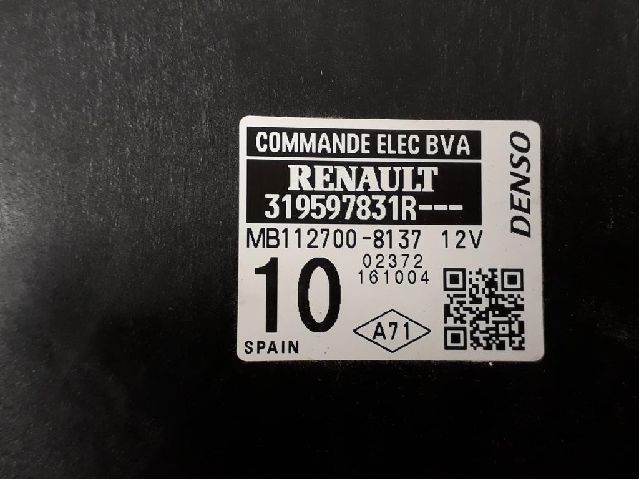 COMMANDE ELEC BVA
RENAULT
319597831R---
DENSO
MB112700-8137 12V
02372
161004
10
A71
SPAIN